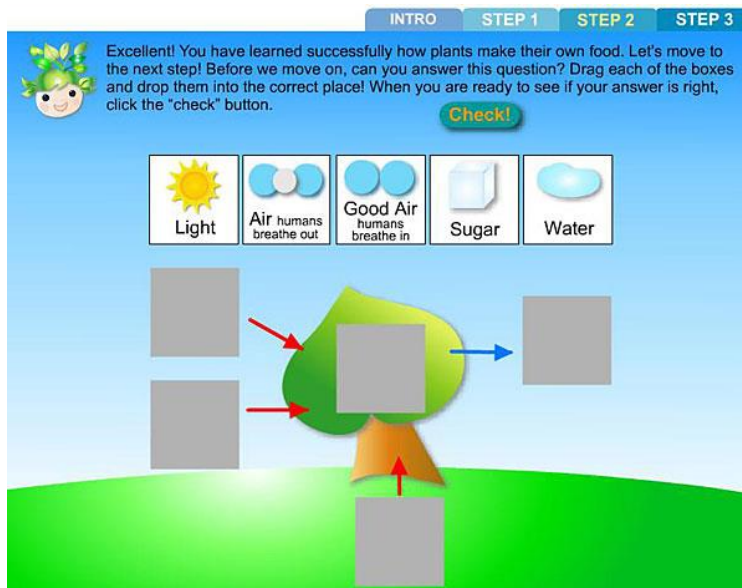 INTRO STEP 1 STEP 2 STEP 3
Excellent! You have learned successfully how plants make their own food. Let's move to
the next step! Before we move on, can you answer this question? Drag each of the boxes
and drop them into the correct place! When you are ready to see if your answer is right,
click the "check" button.
Check!
Light
Air humans
breathe out
Good Air
humans
breathe in
Sugar
Water